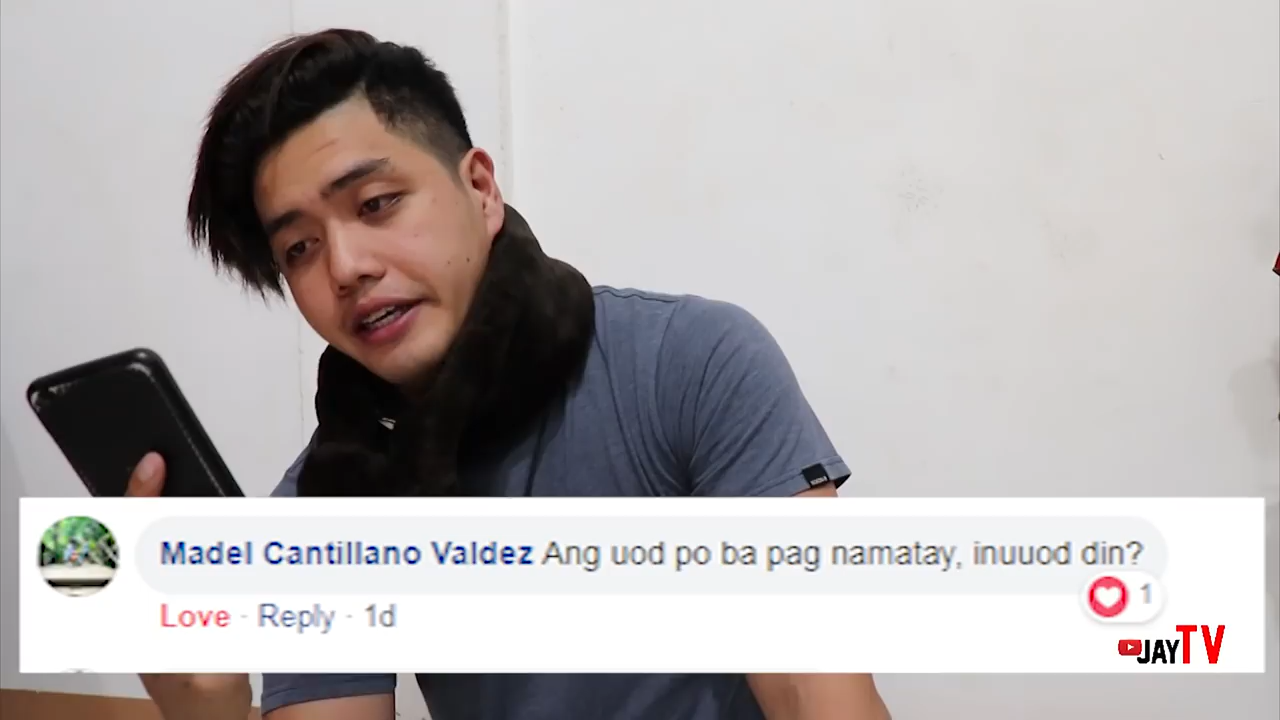 Madel Cantillano Valdez Ang uod po ba pag namatay, inuuod din?
1
Love · Reply · 1d
JAYTV